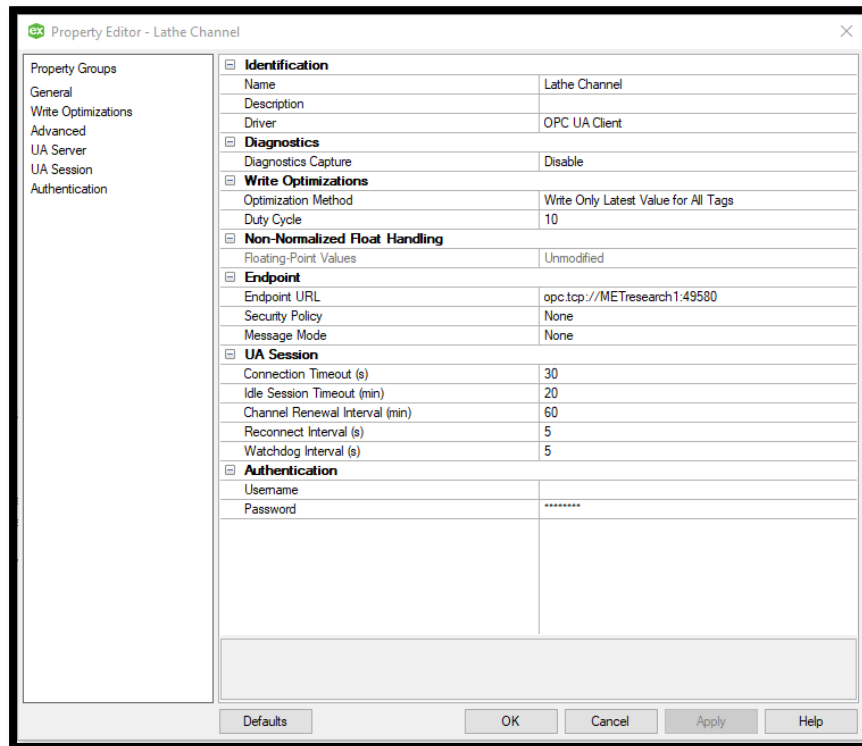 ex Property Editor - Lathe Channel
Property Groups
General
Write Optimizations
Advanced
UA Server
UA Session
Authentication
Identification
Name Lathe Channel
Description
Driver OPC UA Client
Diagnostics
Diagnostics Capture Disable
Write Optimizations
Optimization Method Write Only Latest Value for All Tags
Duty Cycle 10
Non-Normalized Float Handling
Floating-Point Values Unmodified
Endpoint
Endpoint URL opc.tcp://METresearch1:49580
Security Policy None
Message Mode None
UA Session
Connection Timeout (s) 30
Idle Session Timeout (min) 20
Channel Renewal Interval (min) 60
Reconnect Interval (s) 5
Watchdog Interval (s) 5
Authentication
Username
Password ********
Defaults OK Cancel Apply Help